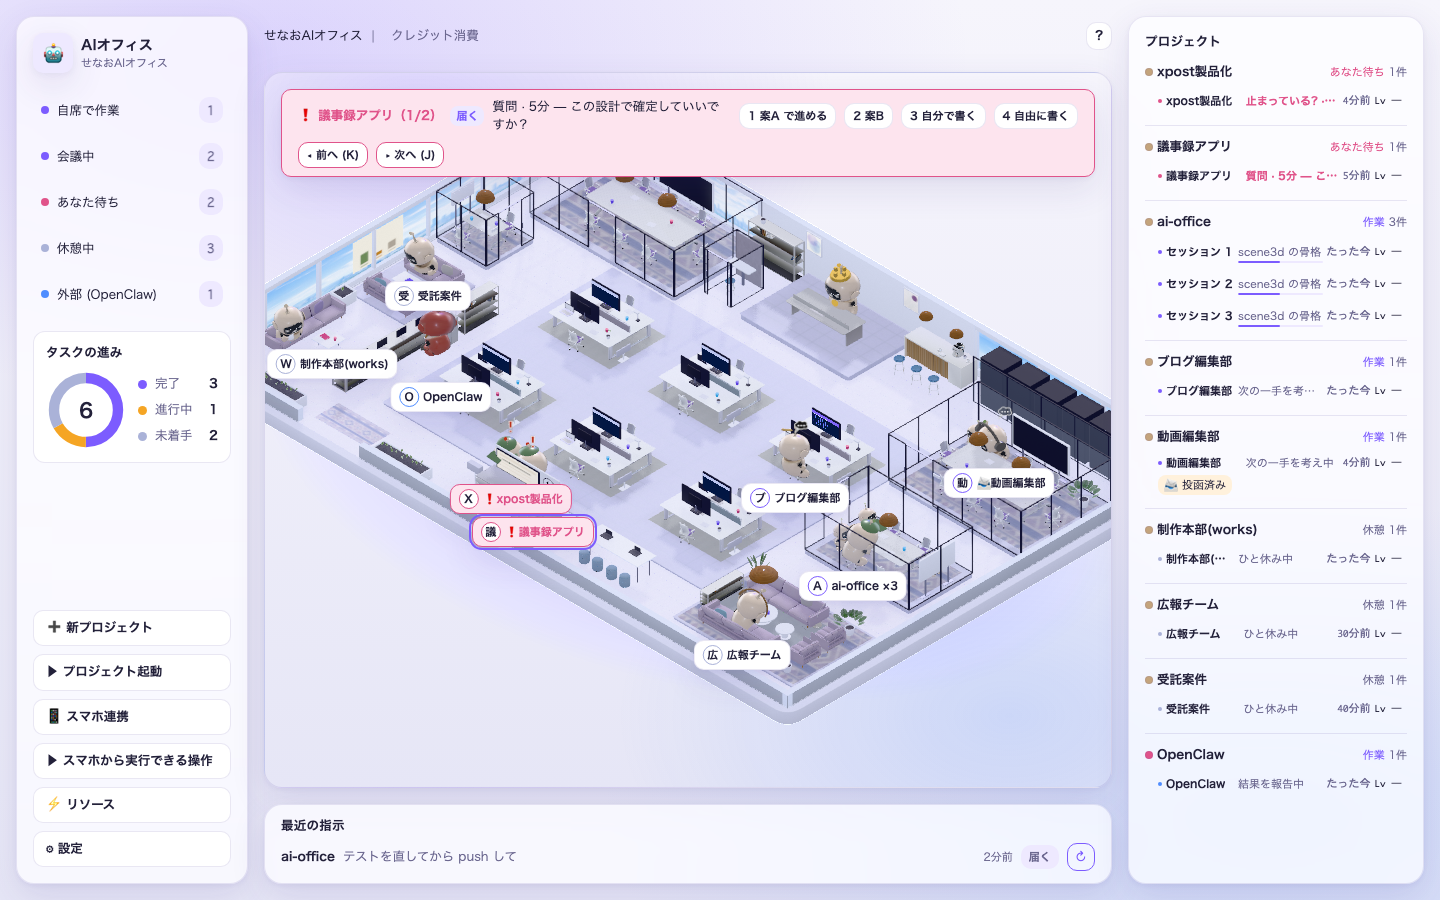 AIオフィス
せなおAIオフィス
自席で作業 1
会議中 2
あなた待ち 2
休憩中 3
外部 (OpenClaw) 1
タスクの進み
6
完了 3
進行中 1
未着手 2
➕ 新プロジェクト
▶ プロジェクト起動
📱 スマホ連携
▶ スマホから実行できる操作
⚡ リソース
⚙ 設定
せなおAIオフィス | クレジット消費
?
❗ 議事録アプリ (1/2) 届く 質問 · 5分 — この設計で確定していいで
すか?
1 案A で進める 2 案B 3 自分で書く 4 自由に書く
◂ 前へ (K) ▸ 次へ (J)
受 受託案件
W 制作本部(works)
O OpenClaw
X ❗xpost製品化
議 ❗議事録アプリ
ブ ブログ編集部
動 動画編集部
A ai-office ×3
広 広報チーム
最近の指示
ai-office テストを直してから push して 2分前 届く ↻
プロジェクト
xpost製品化 あなた待ち 1件
xpost製品化 止まっている? ·… 4分前 Lv —
議事録アプリ あなた待ち 1件
議事録アプリ 質問 · 5分 — こ… 5分前 Lv —
ai-office 作業 3件
セッション 1 scene3d の骨格 たった今 Lv —
セッション 2 scene3d の骨格 たった今 Lv —
セッション 3 scene3d の骨格 たった今 Lv —
ブログ編集部 作業 1件
ブログ編集部 次の一手を考… たった今 Lv —
動画編集部 作業 1件
動画編集部 次の一手を考え中 4分前 Lv —
投函済み
制作本部(works) 休憩 1件
制作本部(… ひと休み中 たった今 Lv —
広報チーム 休憩 1件
広報チーム ひと休み中 30分前 Lv —
受託案件 休憩 1件
受託案件 ひと休み中 40分前 Lv —
OpenClaw 作業 1件
OpenClaw 結果を報告中 たった今 Lv —